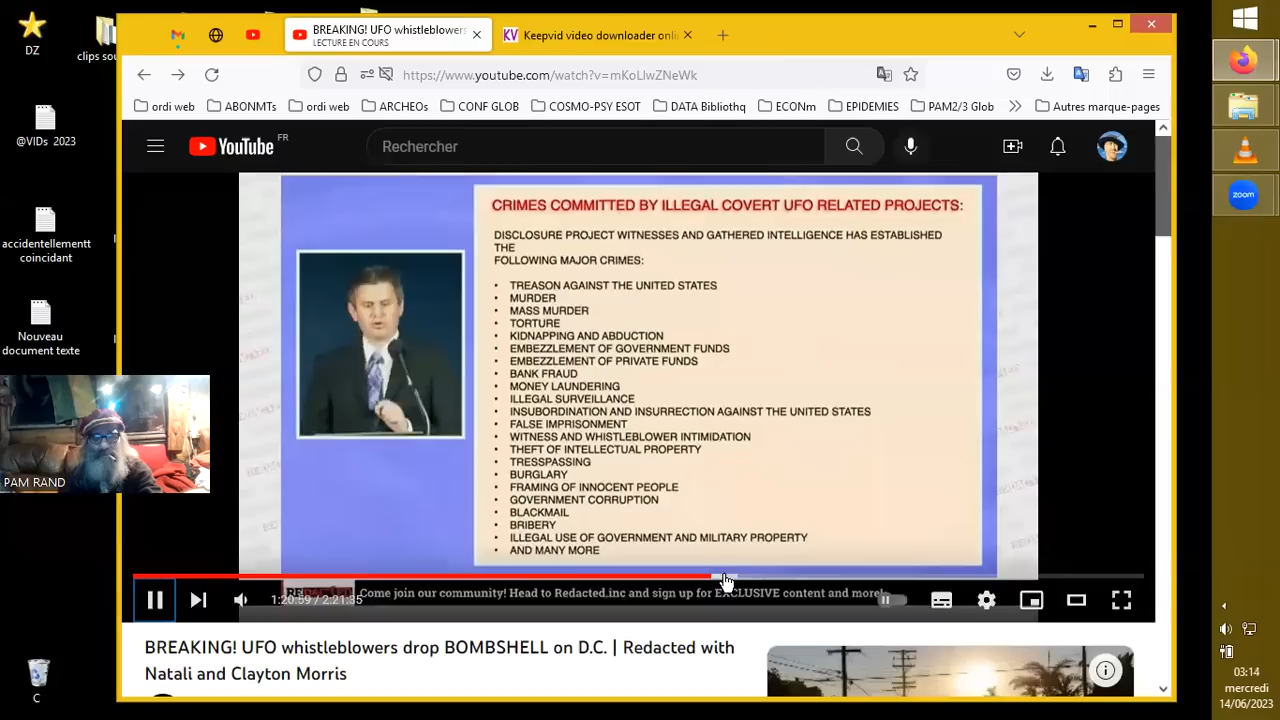 DZ
clips sou
@VIDs 2023
accidentellementt
coincidant
Nouveau
document texte
PAM RAND
C
BREAKING! UFO whistleblowers
LECTURE EN COURS
KV Keepvid video downloader onli
https://www.youtube.com/watch?v=mKoLlwZNeWk
ordi web ABONMTs ordi web ARCHEOs CONF GLOB COSMO-PSY ESOT DATA Bibliothq ECONm EPIDEMIES PAM2/3 Glob Autres marque-pages
YouTube FR
Rechercher
CRIMES COMMITTED BY ILLEGAL COVERT UFO RELATED PROJECTS:
DISCLOSURE PROJECT WITNESSES AND GATHERED INTELLIGENCE HAS ESTABLISHED
THE
FOLLOWING MAJOR CRIMES:
• TREASON AGAINST THE UNITED STATES
• MURDER
• MASS MURDER
• TORTURE
• KIDNAPPING AND ABDUCTION
• EMBEZZLEMENT OF GOVERNMENT FUNDS
• EMBEZZLEMENT OF PRIVATE FUNDS
• BANK FRAUD
• MONEY LAUNDERING
• ILLEGAL SURVEILLANCE
• INSUBORDINATION AND INSURRECTION AGAINST THE UNITED STATES
• FALSE IMPRISONMENT
• WITNESS AND WHISTLEBLOWER INTIMIDATION
• THEFT OF INTELLECTUAL PROPERTY
• TRESSPASSING
• BURGLARY
• FRAMING OF INNOCENT PEOPLE
• GOVERNMENT CORRUPTION
• BLACKMAIL
• BRIBERY
• ILLEGAL USE OF GOVERNMENT AND MILITARY PROPERTY
• AND MANY MORE
Come join our community! Head to Redacted.inc and sign up for EXCLUSIVE content and more!
1:20:59 / 2:21:35
BREAKING! UFO whistleblowers drop BOMBSHELL on D.C. | Redacted with
Natali and Clayton Morris
zoom
03:14
mercredi
14/06/2023